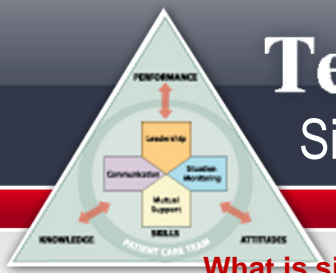 Te
Si
PERFORMANCE
Leadership
Communication
Situation
Monitoring
Mutual
Support
SKILLS
KNOWLEDGE
ATTITUDES
PATIENT CARE TEAM
What is si